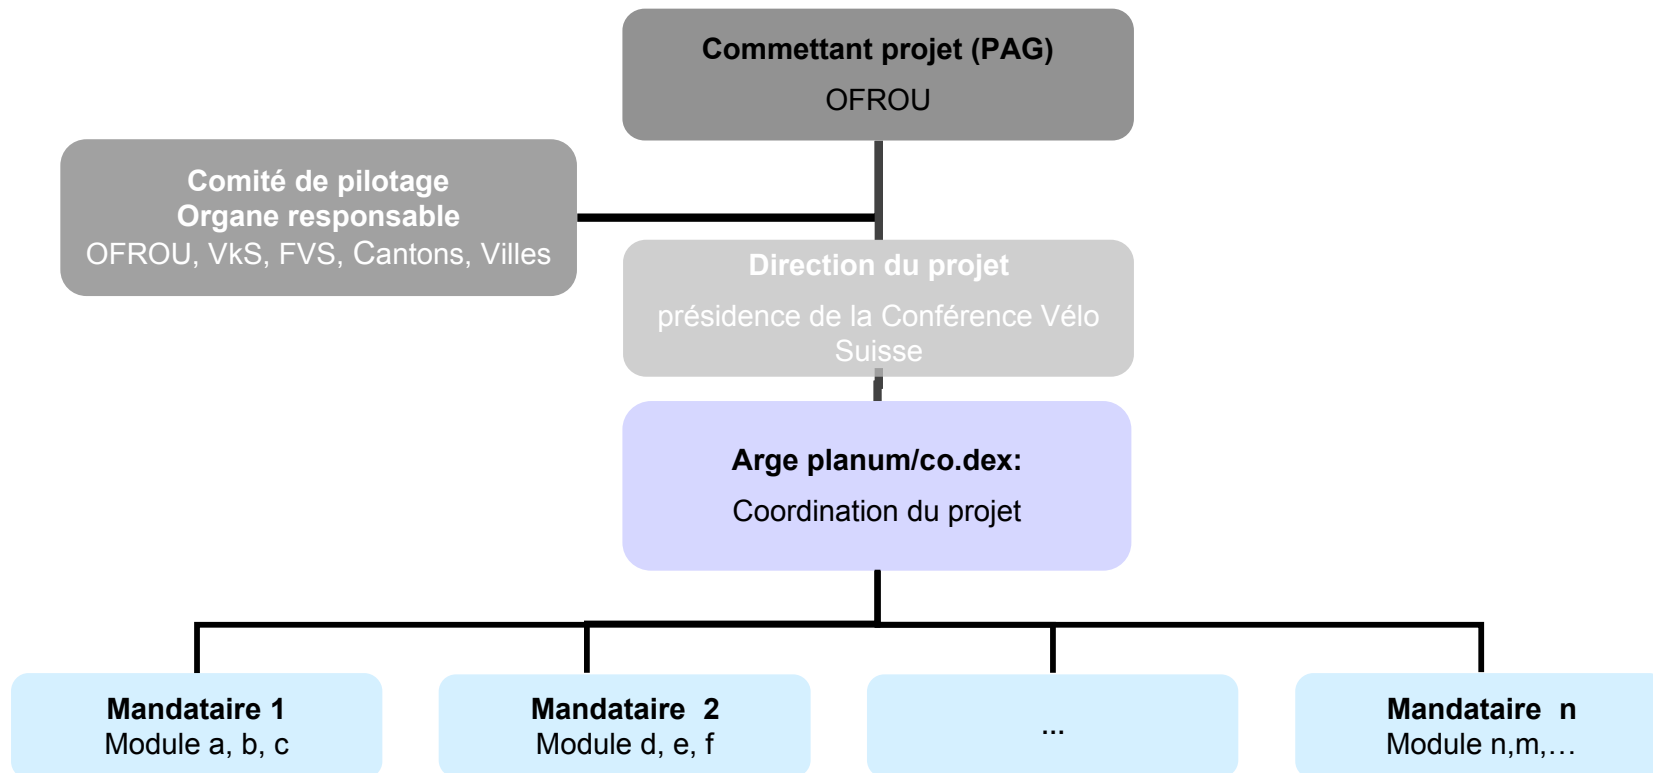 Commettant projet (PAG)
OFROU
Comité de pilotage
Organe responsable
OFROU, VkS, FVS, Cantons, Villes
Direction du projet
présidence de la Conférence Vélo
Suisse
Arge planum/co.dex:
Coordination du projet
Mandataire 1
Module a, b, c
Mandataire  2
Module d, e, f
...
Mandataire  n
Module n,m,…